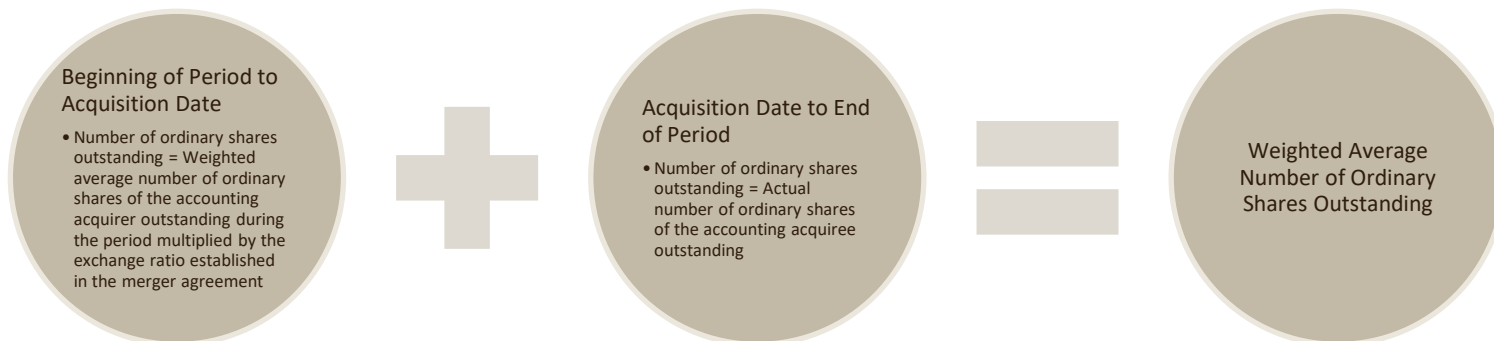 Beginning of Period to
Acquisition Date
• Number of ordinary shares
outstanding = Weighted
average number of ordinary
shares of the accounting
acquirer outstanding during
the period multiplied by the
exchange ratio established
in the merger agreement
Acquisition Date to End
of Period
• Number of ordinary shares
outstanding = Actual
number of ordinary shares
of the accounting acquiree
outstanding
Weighted Average
Number of Ordinary
Shares Outstanding